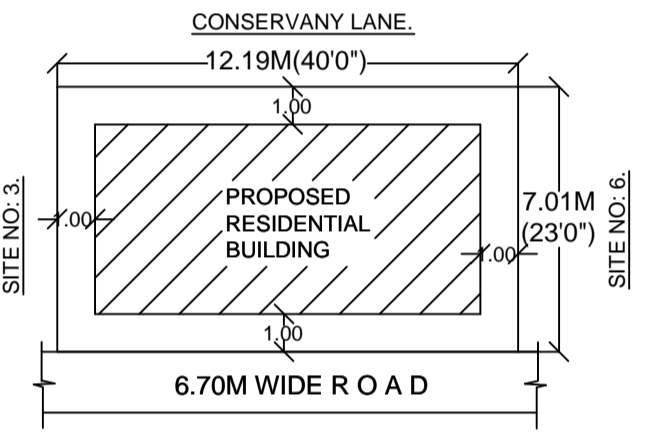 CONSERVANY LANE.
12.19M(40'0")
1.00
SITE NO: 3.
1.00
PROPOSED
RESIDENTIAL
BUILDING
7.01M
(23'0")
SITE NO: 6.
1.00
1.00
6.70M WIDE R O A D